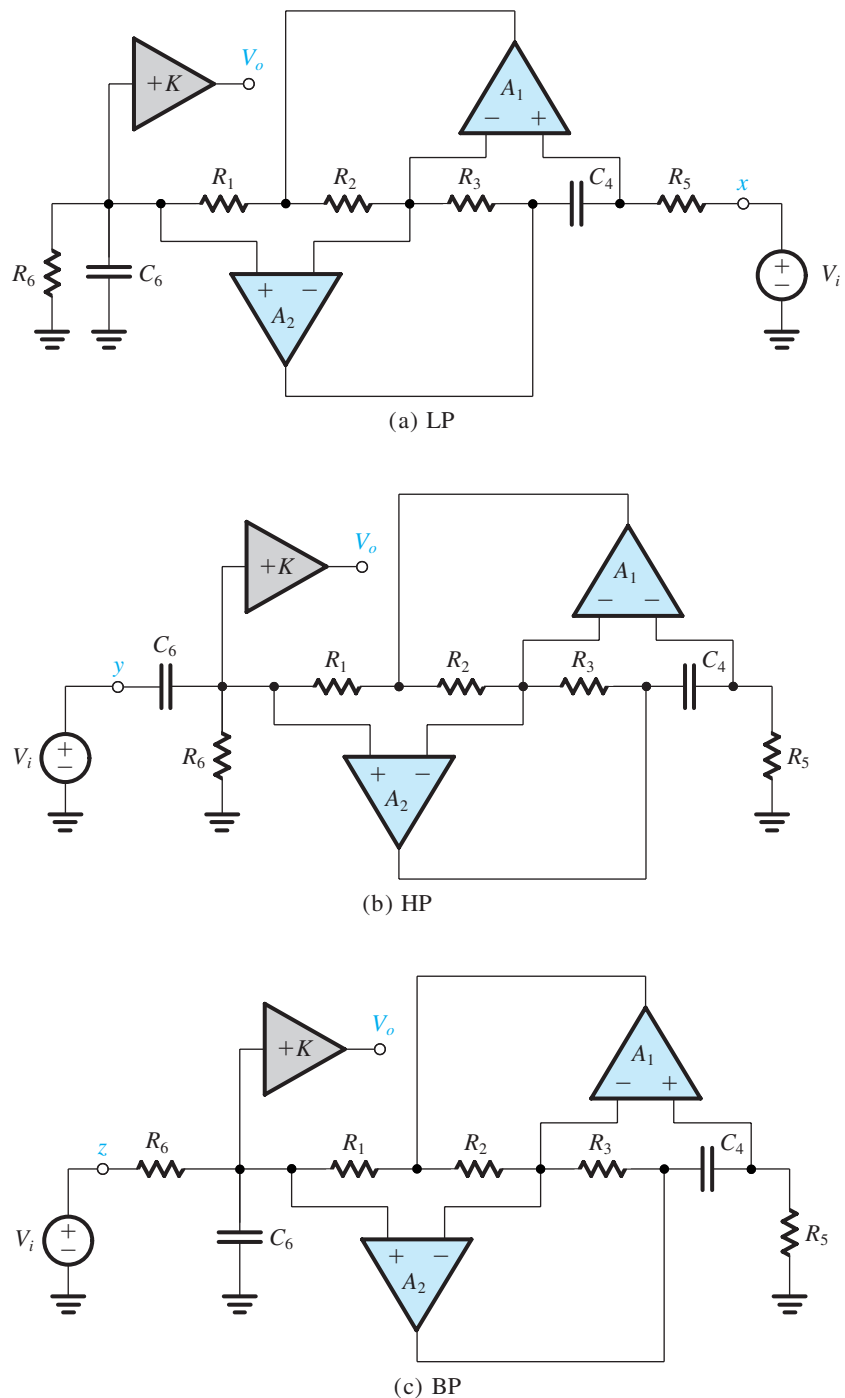 V_o
+K
A_1
− +
R_1 R_2 R_3 C_4 R_5 x
R_6 C_6 + − + − V_i
A_2
(a) LP
V_o
+K
A_1
− −
C_6
y R_1 R_2 R_3 C_4
V_i + − R_6 + − R_5
A_2
(b) HP
V_o
+K
A_1
− +
z R_6 R_1 R_2 R_3 C_4
V_i + − C_6 + − R_5
A_2
(c) BP